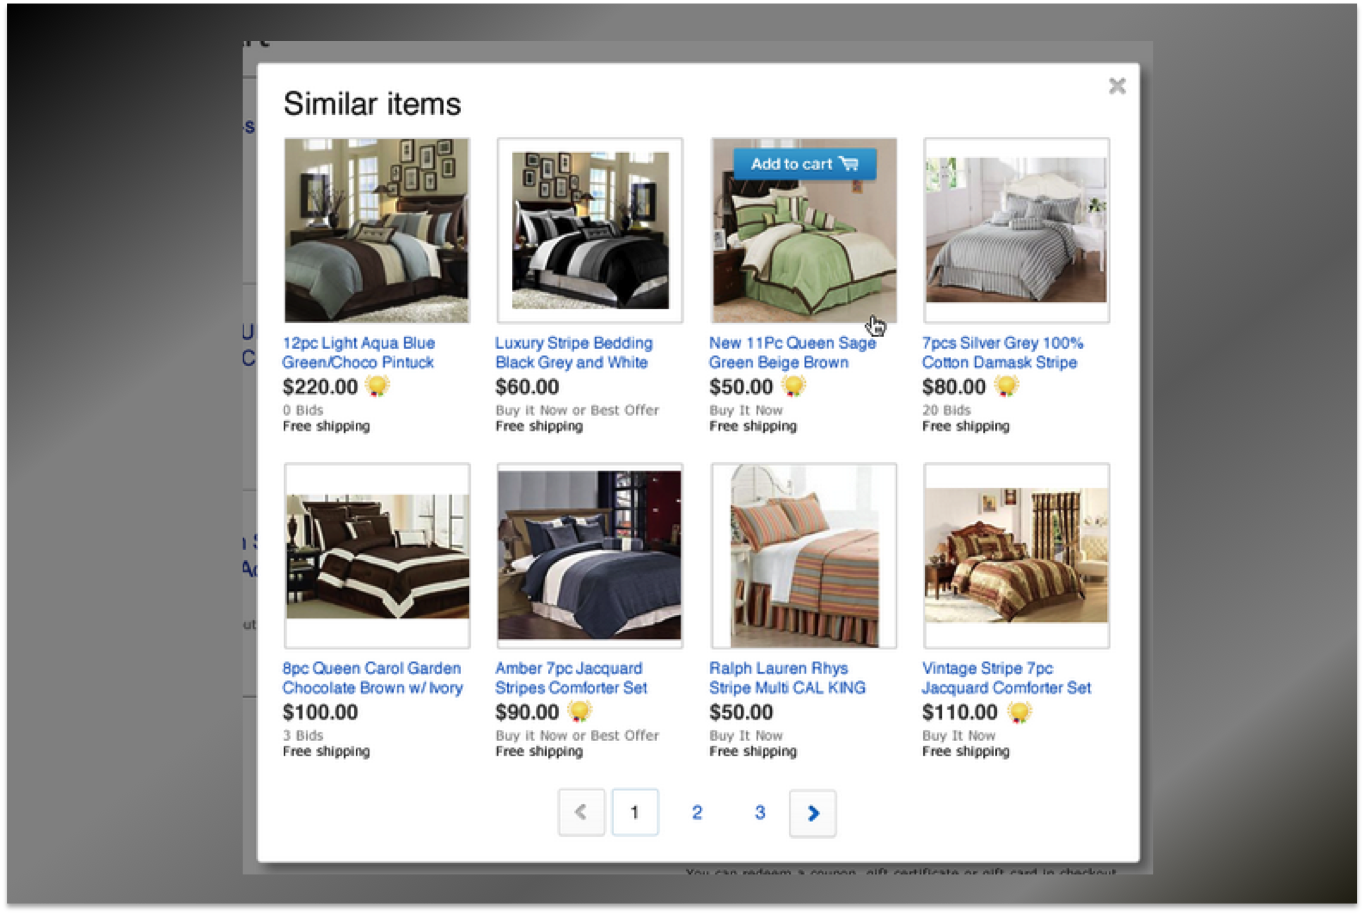 Similar items
Add to cart
12pc Light Aqua Blue
Green/Choco Pintuck
$220.00
0 Bids
Free shipping
Luxury Stripe Bedding
Black Grey and White
$60.00
Buy it Now or Best Offer
Free shipping
New 11Pc Queen Sage
Green Beige Brown
$50.00
Buy It Now
Free shipping
7pcs Silver Grey 100%
Cotton Damask Stripe
$80.00
20 Bids
Free shipping
8pc Queen Carol Garden
Chocolate Brown w/ Ivory
$100.00
3 Bids
Free shipping
Amber 7pc Jacquard
Stripes Comforter Set
$90.00
Buy it Now or Best Offer
Free shipping
Ralph Lauren Rhys
Stripe Multi CAL KING
$50.00
Buy It Now
Free shipping
Vintage Stripe 7pc
Jacquard Comforter Set
$110.00
Buy It Now
Free shipping
1 2 3
You can redeem a coupon, gift certificate or gift card in checkout